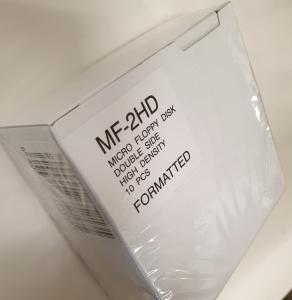 MF-2HD
MICRO FLOPPY DISK
DOUBLE SIDE
HIGH DENSITY
10 PCS
FORMATTED